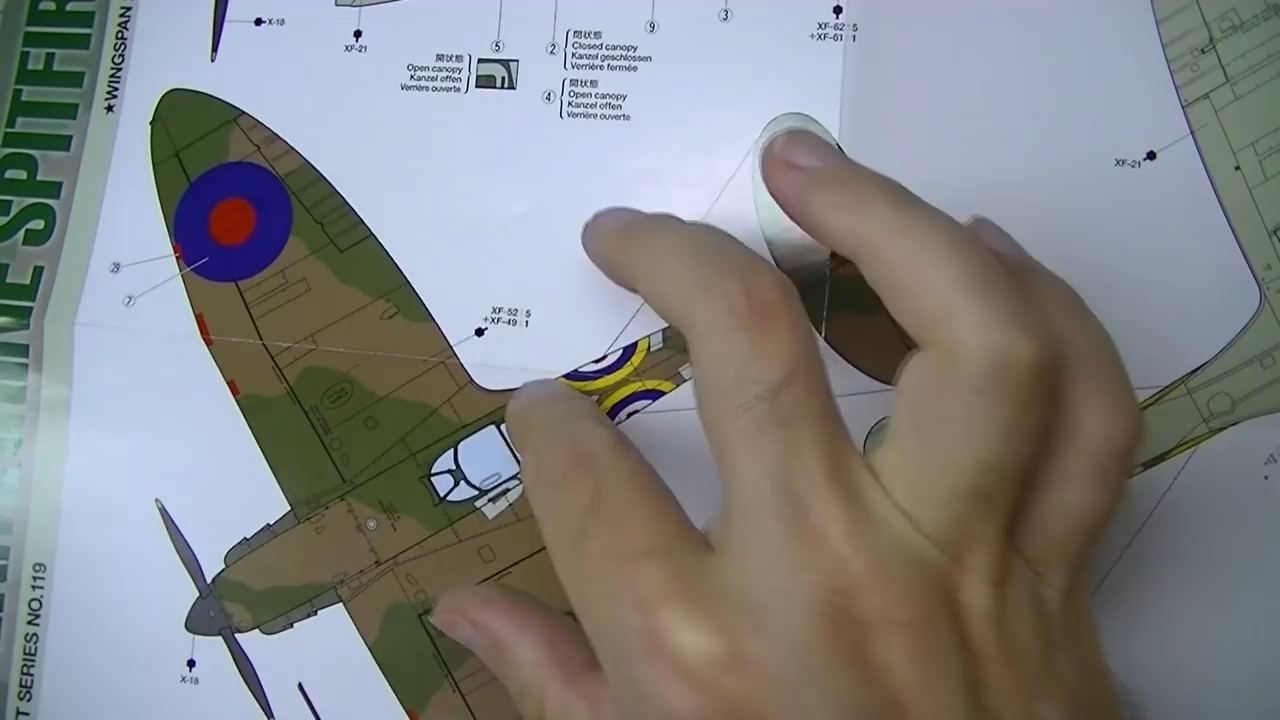 X-18
XF-21
③
⑨
XF-62:5
+XF-61:1
⑤
開状態
Open canopy
Kanzel offen
Verrière ouverte
②
閉状態
Closed canopy
Kanzel geschlossen
Verrière fermée
④
開状態
Open canopy
Kanzel offen
Verrière ouverte
XF-21
★WINGSPAN
NE SPITFIR
⑦
XF-52:5
+XF-49:1
T SERIES NO.119
X-18